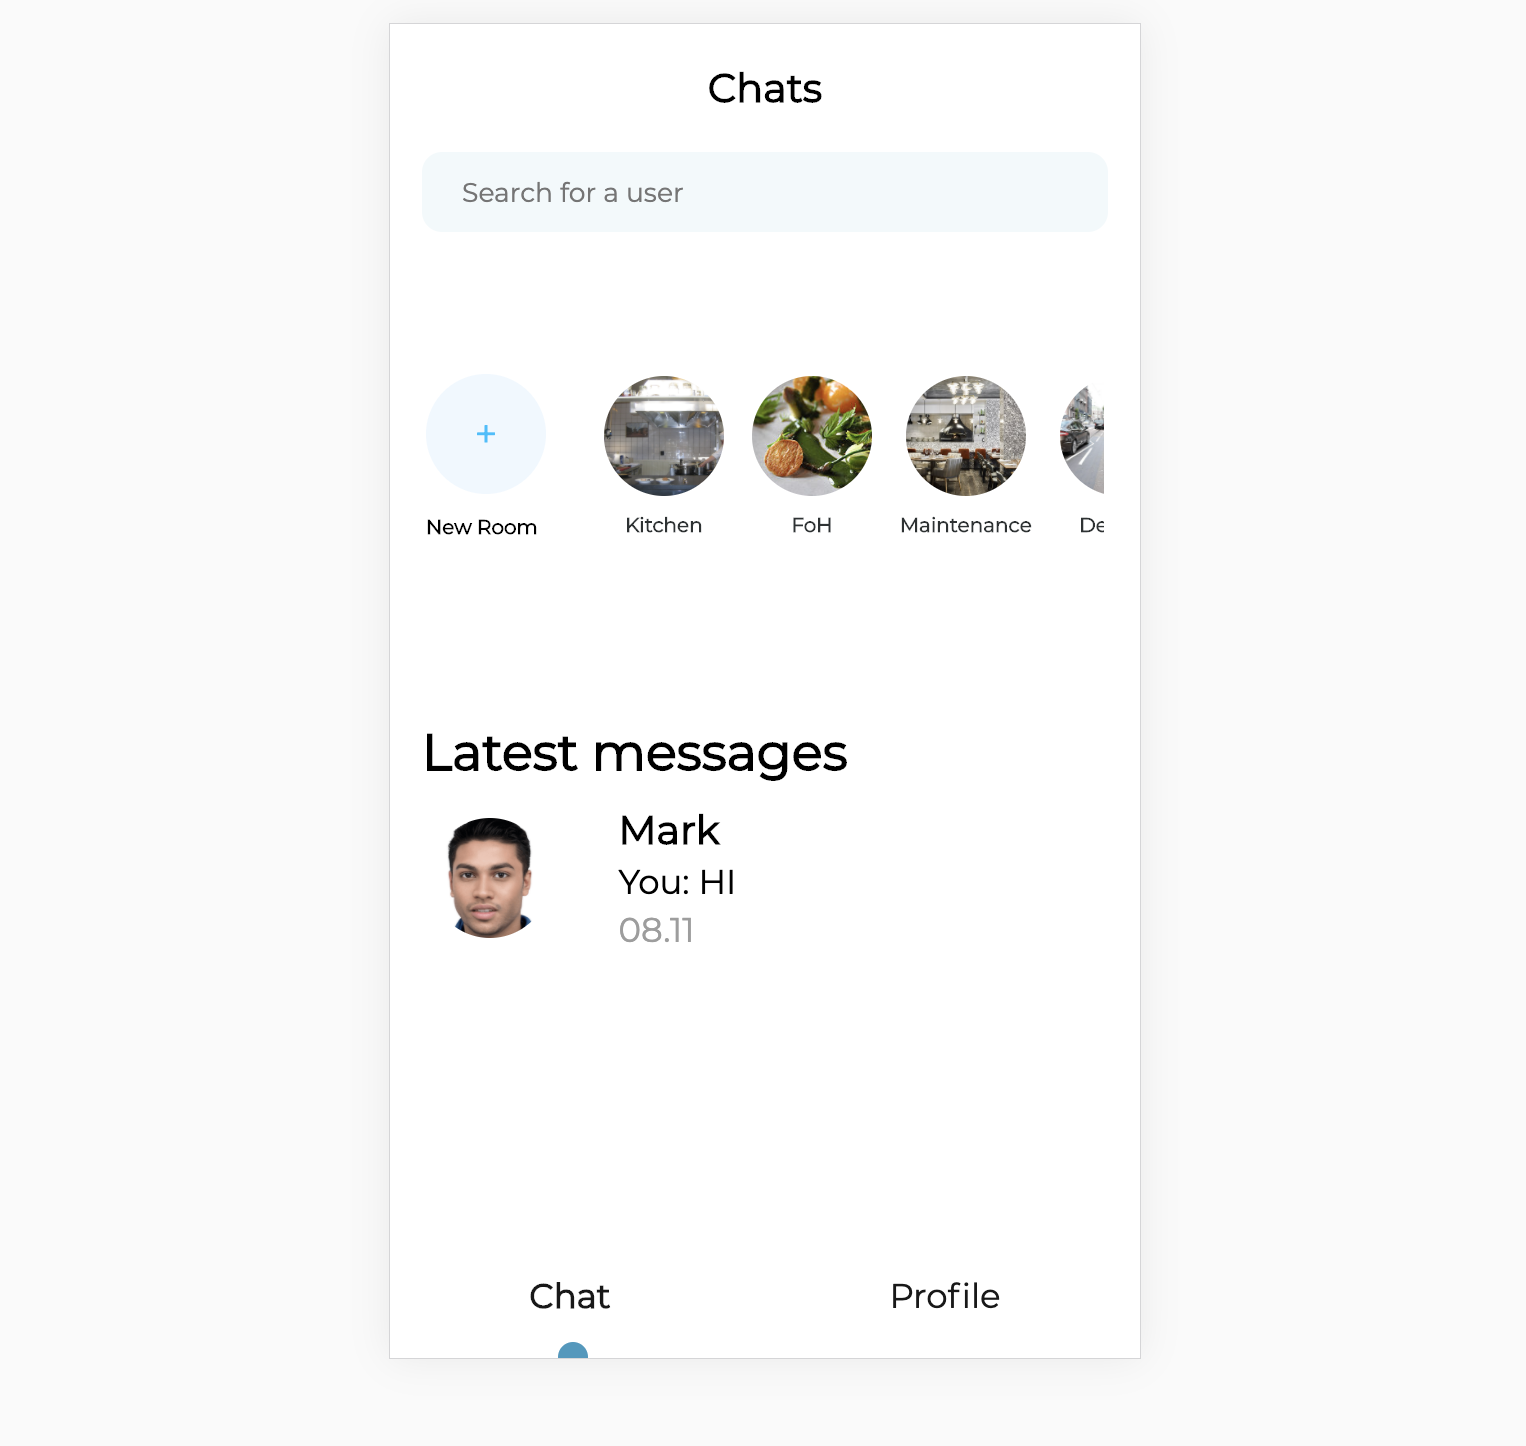 Chats
Search for a user
+
New Room
Kitchen
FoH
Maintenance
De
Latest messages
Mark
You: HI
08.11
Chat
Profile